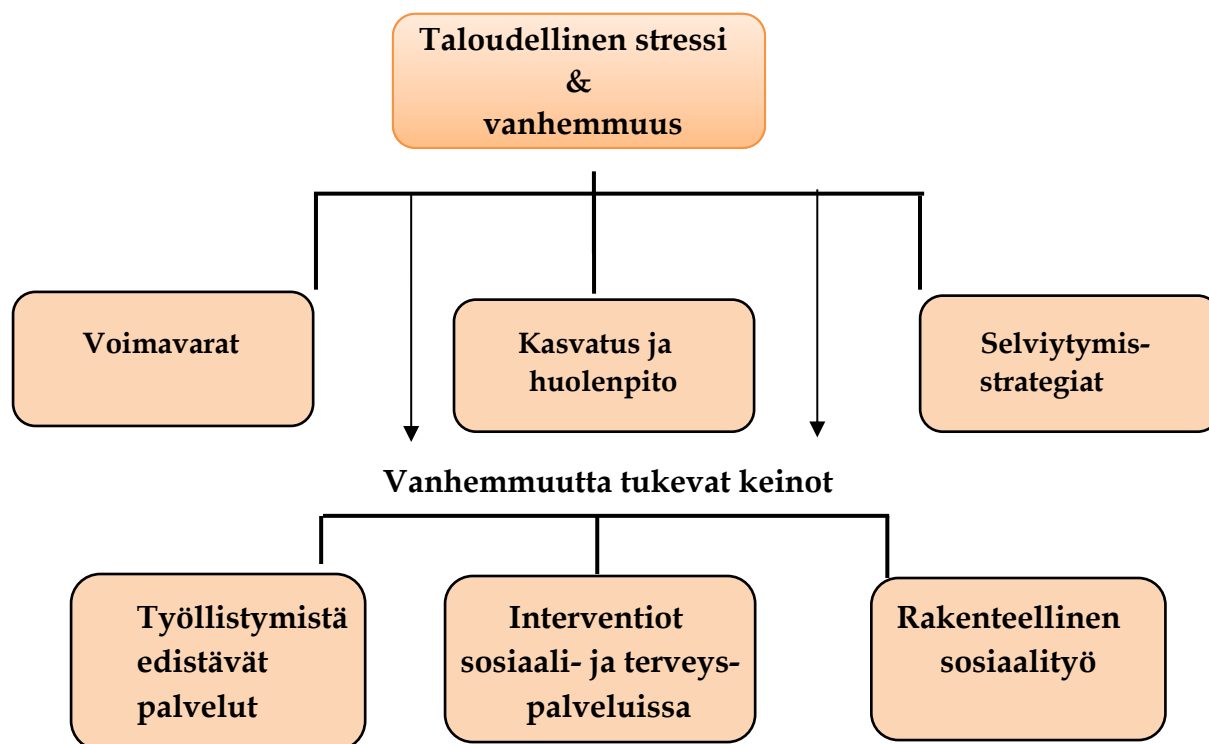 Taloudellinen stressi
&
vanhemmuus
Voimavarat
Kasvatus ja
huolenpito
Selviytymis-
strategiat
Vanhemmuutta tukevat keinot
Työllistymistä
edistävät
palvelut
Interventiot
sosiaali- ja terveys-
palveluissa
Rakenteellinen
sosiaalityö